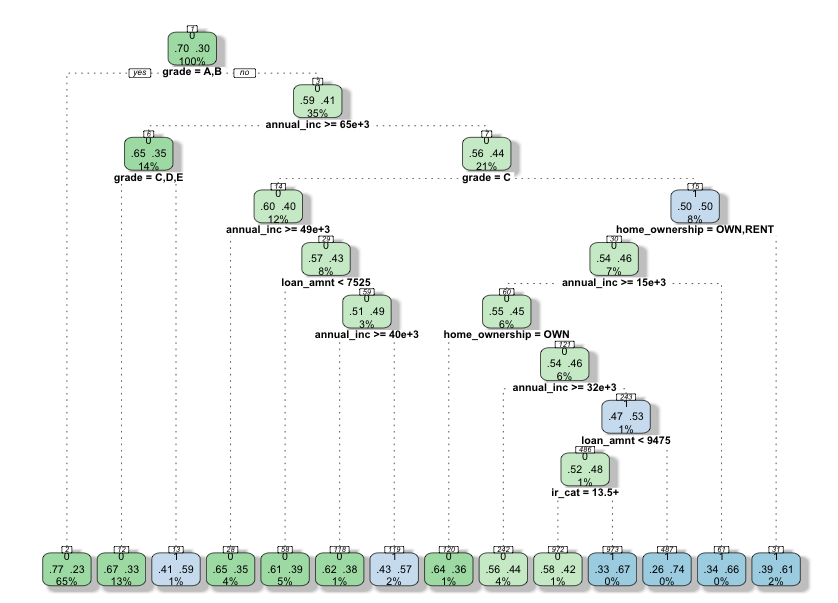 1
0
.70 .30
100%
yes grade = A,B no
3
0
.59 .41
35%
annual_inc >= 65e+3
6 7
0 0
.65 .35 .56 .44
14% 21%
grade = C,D,E grade = C
14 15
0 1
.60 .40 .50 .50
12% 8%
annual_inc >= 49e+3 home_ownership = OWN,RENT
29 30
0 0
.57 .43 .54 .46
8% 7%
loan_amnt < 7525 annual_inc >= 15e+3
59 60
0 0
.51 .49 .55 .45
3% 6%
annual_inc >= 40e+3 home_ownership = OWN
121
0
.54 .46
6%
annual_inc >= 32e+3
243
1
.47 .53
1%
loan_amnt < 9475
486
0
.52 .48
1%
ir_cat = 13.5+
2 12 13 28 58 118 119 120 242 972 973 487 61 31
0 0 1 0 0 0 1 0 0 0 1 1 1 1
.77 .23 .67 .33 .41 .59 .65 .35 .61 .39 .62 .38 .43 .57 .64 .36 .56 .44 .58 .42 .33 .67 .26 .74 .34 .66 .39 .61
65% 13% 1% 4% 5% 1% 2% 1% 4% 1% 0% 0% 0% 2%